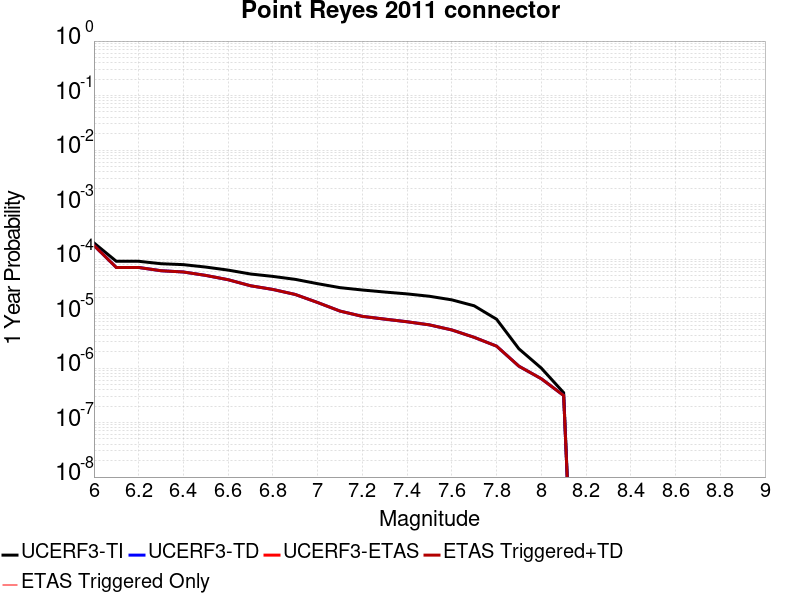 Point Reyes 2011 connector
1 Year Probability
10^0
10^-1
10^-2
10^-3
10^-4
10^-5
10^-6
10^-7
10^-8
6 6.2 6.4 6.6 6.8 7 7.2 7.4 7.6 7.8 8 8.2 8.4 8.6 8.8 9
Magnitude
UCERF3-TI UCERF3-TD UCERF3-ETAS ETAS Triggered+TD
ETAS Triggered Only